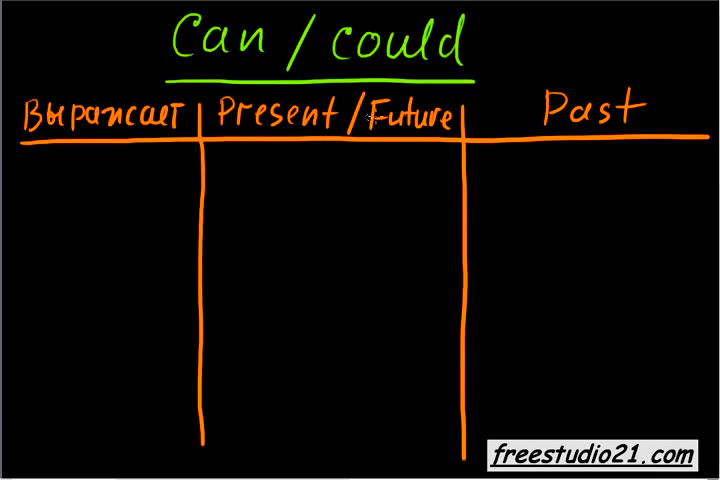 Can / could
Выражает Present / Future Past
freestudio21.com